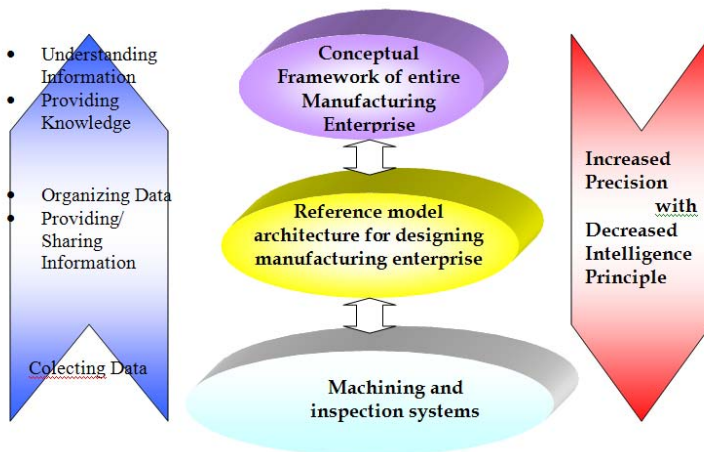 • Understanding
Information
• Providing
Knowledge
• Organizing Data
• Providing/
Sharing
Information
Colecting Data
Conceptual
Framework of entire
Manufacturing
Enterprise
Reference model
architecture for designing
manufacturing enterprise
Machining and
inspection systems
Increased
Precision
with
Decreased
Intelligence
Principle